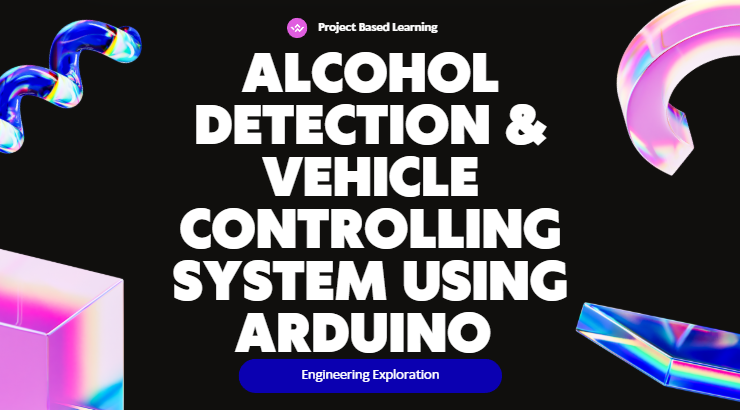 Project Based Learning
ALCOHOL
DETECTION &
VEHICLE
CONTROLLING
SYSTEM USING
ARDUINO
Engineering Exploration